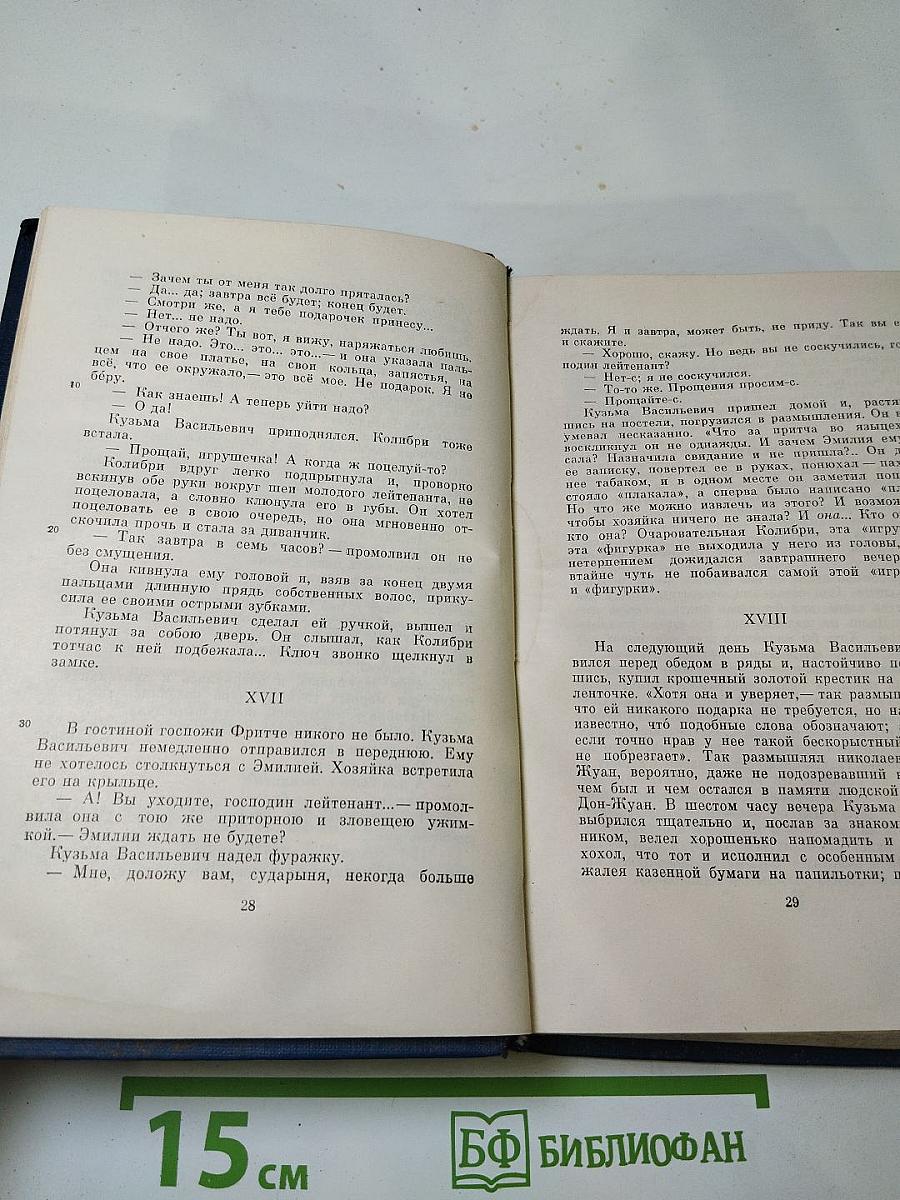 — Зачем ты от меня так долго пряталась?
— Да... да; завтра всё будет; конец будет.
— Смотри же, а я тебе подарочек принесу...
— Нет... не надо.
— Отчего же? Ты вот, я вижу, наряжаться любишь.
— Не надо. Это... это... это...— и она указала паль-
цем на свое платье, на свои кольца, запястья, на
всё, что ее окружало,— это всё мое. Не подарок. Я не
бе́ру.
10
— Как знаешь! А теперь уйти надо?
— О да!
Кузьма Васильевич приподнялся. Колибри тоже
встала.
— Прощай, игрушечка! А когда ж поцелуй-то?
Колибри вдруг легко подпрыгнула и, проворно
вскинув обе руки вокруг шеи молодого лейтенанта, не
поцеловала, а словно клюнула его в губы. Он хотел
поцеловать ее в свою очередь, но она мгновенно от-
скочила прочь и стала за диванчик.
20
— Так завтра в семь часов? — промолвил он не
без смущения.
Она кивнула ему головой и, взяв за конец двумя
пальцами длинную прядь собственных волос, прику-
сила ее своими острыми зубками.
Кузьма Васильевич сделал ей ручкой, вышел и
потянул за собою дверь. Он слышал, как Колибри
тотчас к ней подбежала... Ключ звонко щелкнул в
замке.
XVII
30
В гостиной госпожи Фритче никого не было. Кузьма
Васильевич немедленно отправился в переднюю. Ему
не хотелось столкнуться с Эмилией. Хозяйка встретила
его на крыльце.
— А! Вы уходите, господин лейтенант...— промол-
вила она с тою же приторною и зловещею ужим-
кой.— Эмилии ждать не будете?
Кузьма Васильевич надел фуражку.
— Мне, доложу вам, сударыня, некогда больше
28
ждать. Я и завтра, может быть, не приду. Так вы е
и скажите.
— Хорошо, скажу. Но ведь вы не соскучились, го
подин лейтенант?
— Нет-с; я не соскучился.
— То-то же. Прощения просим-с.
— Прощайте-с.
Кузьма Васильевич пришел домой и, растя
шись на постели, погрузился в размышления. Он н
умевал несказанно. «Что за притча во языцех
воскликнул он не однажды. И зачем Эмилия ему
сала? Назначила свидание и не пришла?.. Он д
ее записку, повертел ее в руках, понюхал — пах
нее табаком, и в одном месте он заметил поп
стояло «плакала», а сперва было написано «пл
Но что же можно извлечь из этого? И возмож
чтобы хозяйка ничего не знала? И она... Кто о
кто она? Очаровательная Колибри, эта «игру
эта «фигурка» не выходила у него из головы,
нетерпением дожидался завтрашнего вечер
втайне чуть не побаивался самой этой «игр
и «фигурки».
XVIII
На следующий день Кузьма Васильеви
вился перед обедом в ряды и, настойчиво по
шись, купил крошечный золотой крестик на
ленточке. «Хотя она и уверяет,— так размыш
что ей никакого подарка не требуется, но на
известно, что́ подобные слова обозначают;
если точно нрав у нее такой бескорыстный
не побрезгает». Так размышлял николаев
Жуан, вероятно, даже не подозревавший
чем был и чем остался в памяти людской
Дон-Жуан. В шестом часу вечера Кузьма
выбрился тщательно и, послав за знаком
ником, велел хорошенько напомадить и
хохол, что тот и исполнил с особенным
жалея казенной бумаги на папильотки; п
29
15 см
БФ БИБЛИОФАН